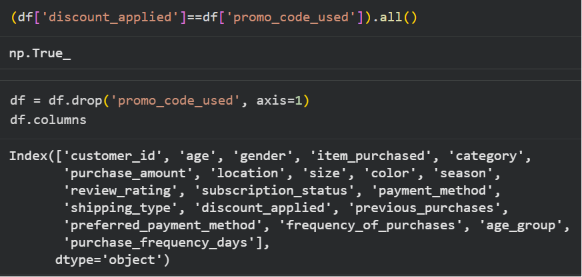 (df['discount_applied']==df['promo_code_used']).all()
np.True_
df = df.drop('promo_code_used', axis=1)
df.columns
Index(['customer_id', 'age', 'gender', 'item_purchased', 'category',
'purchase_amount', 'location', 'size', 'color', 'season',
'review_rating', 'subscription_status', 'payment_method',
'shipping_type', 'discount_applied', 'previous_purchases',
'preferred_payment_method', 'frequency_of_purchases', 'age_group',
'purchase_frequency_days'],
dtype='object')